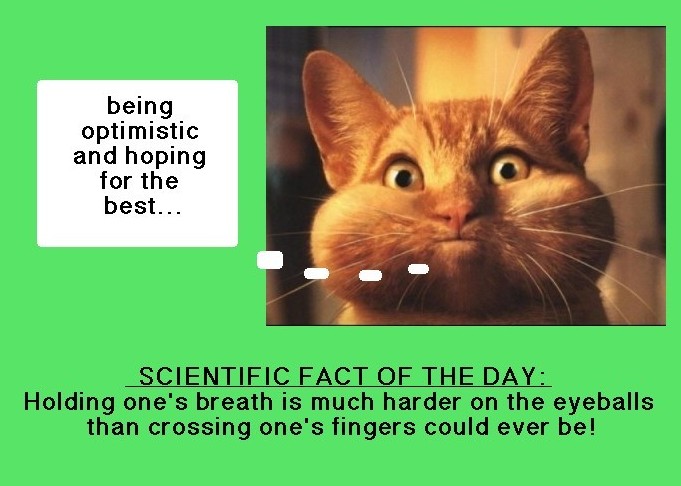 being
optimistic
and hoping
for the
best...
SCIENTIFIC FACT OF THE DAY:
Holding one's breath is much harder on the eyeballs
than crossing one's fingers could ever be!